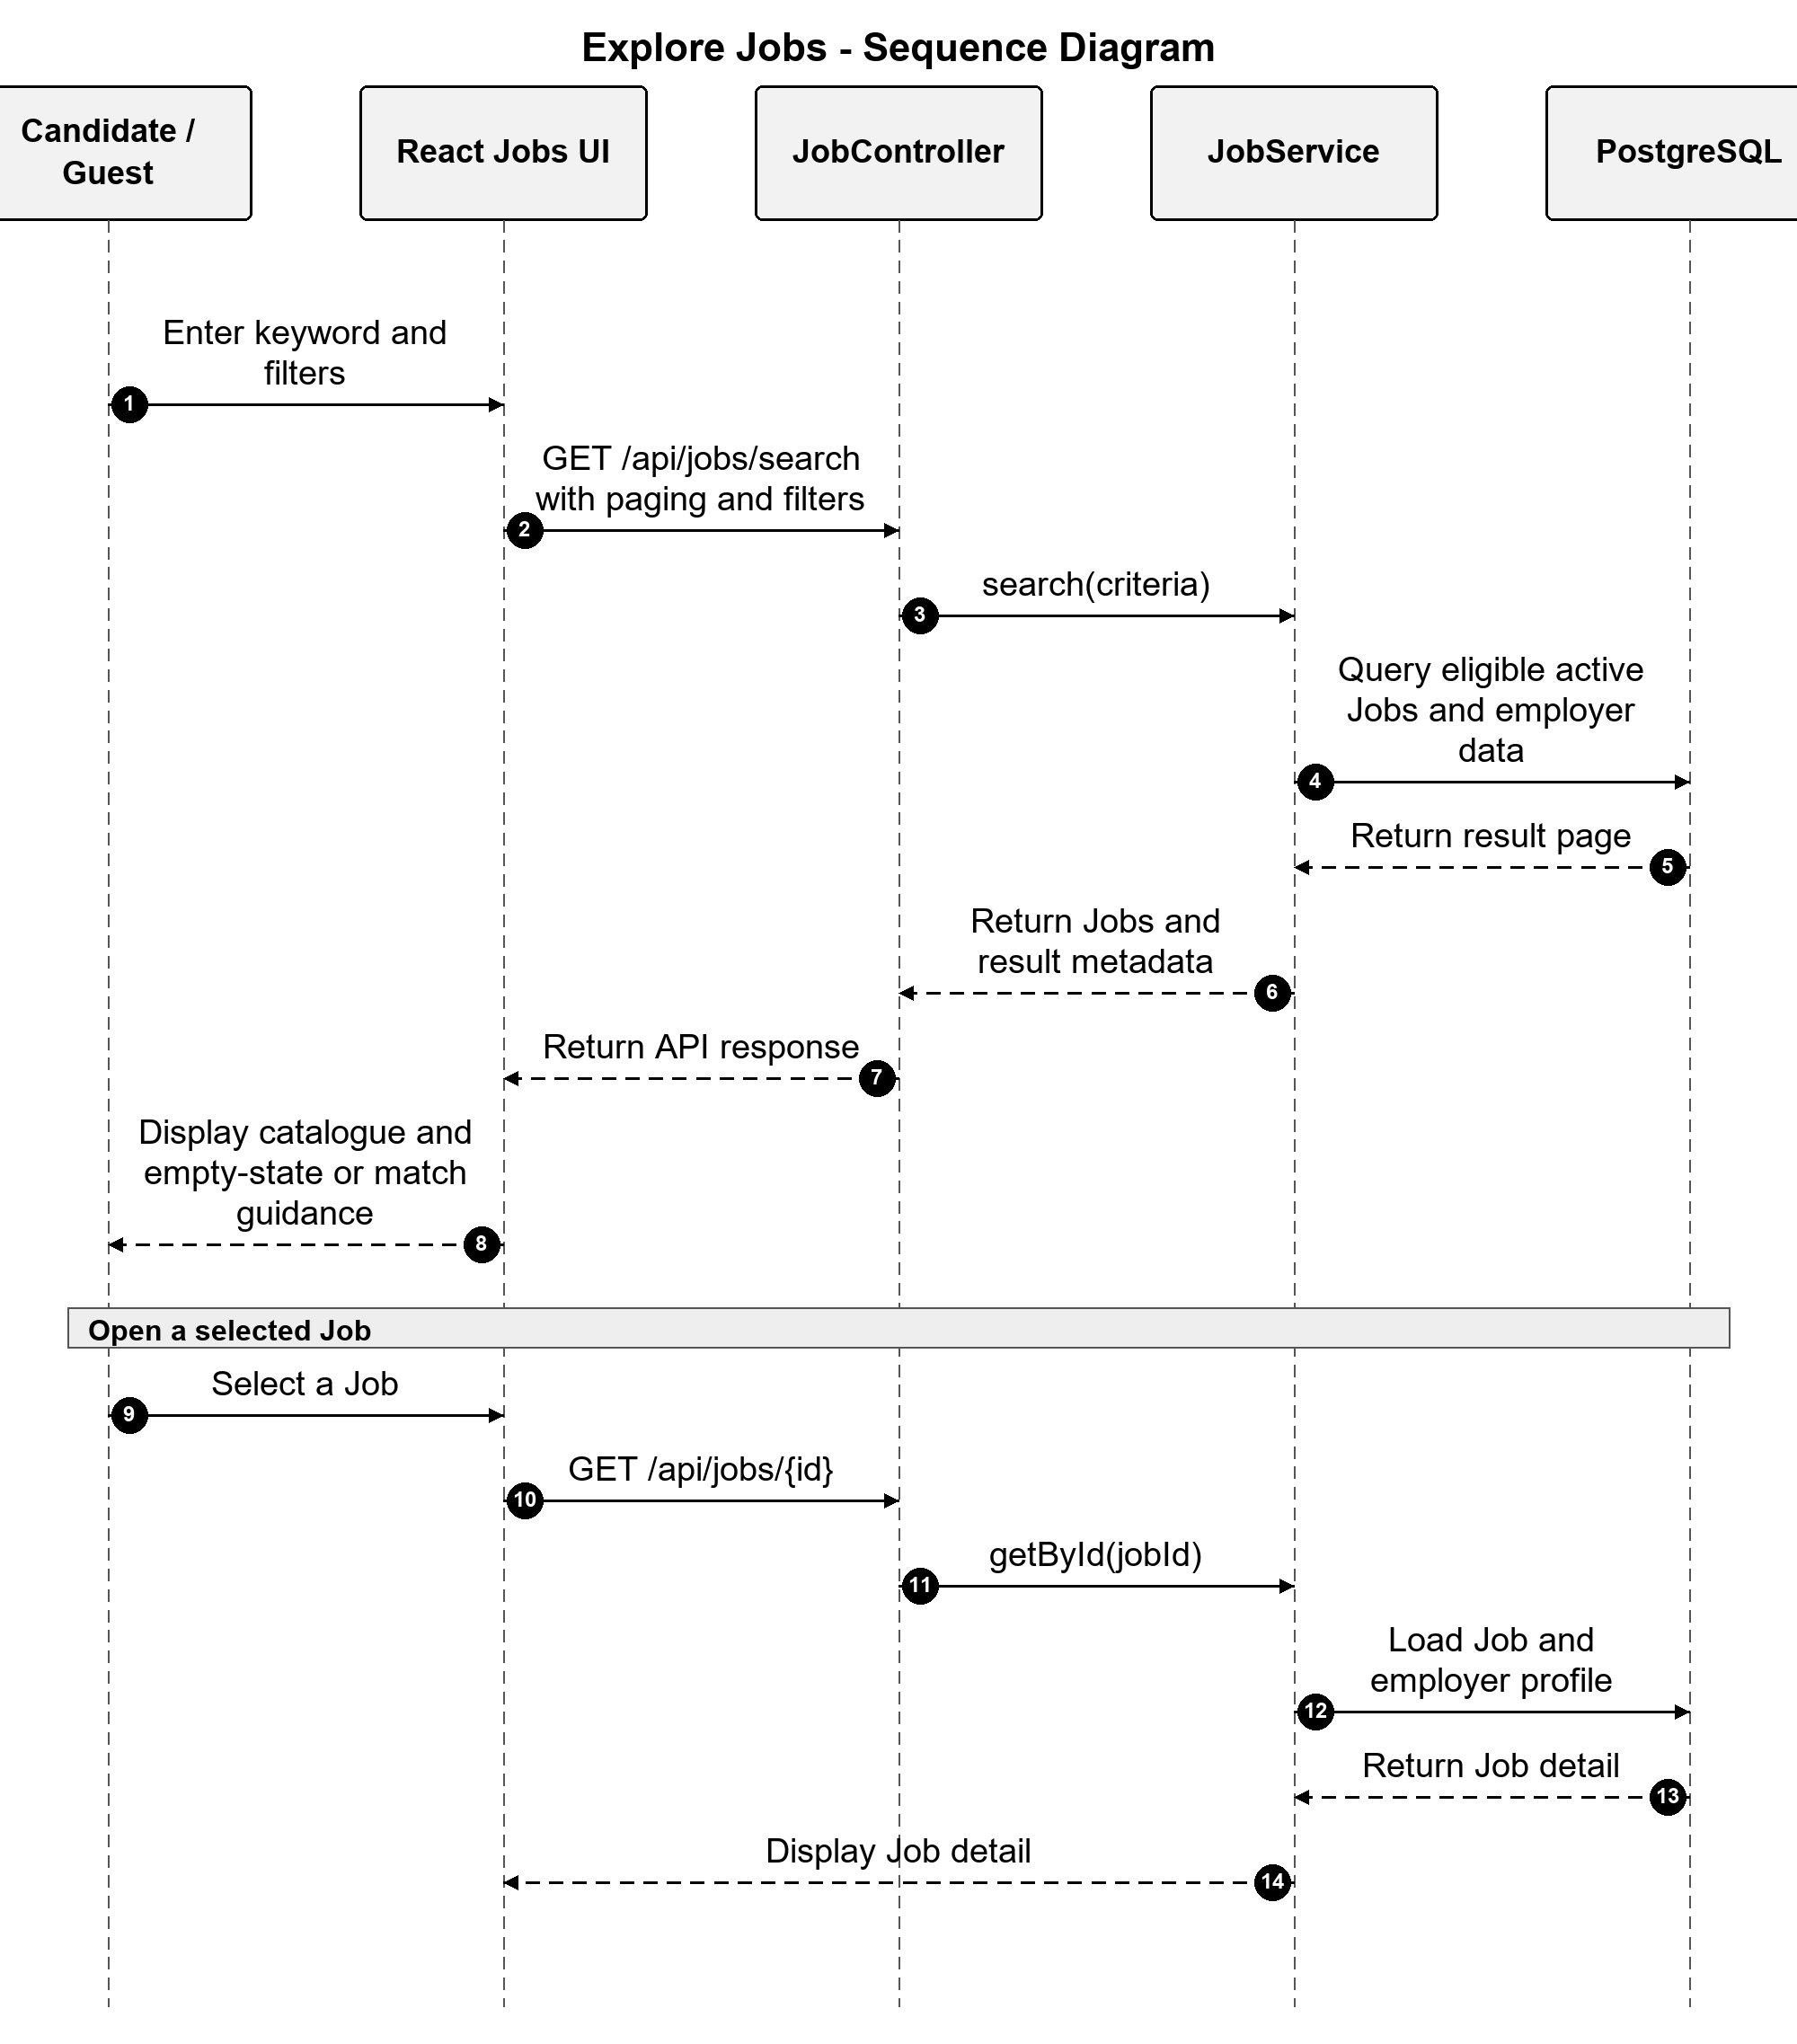 Explore Jobs - Sequence Diagram
Candidate /
Guest
React Jobs UI
JobController
JobService
PostgreSQL
Enter keyword and
filters
1
GET /api/jobs/search
with paging and filters
2
search(criteria)
3
Query eligible active
Jobs and employer
data
4
Return result page
5
Return Jobs and
result metadata
6
Return API response
7
Display catalogue and
empty-state or match
guidance
8
Open a selected Job
Select a Job
9
GET /api/jobs/{id}
10
getById(jobId)
11
Load Job and
employer profile
12
Return Job detail
13
Display Job detail
14